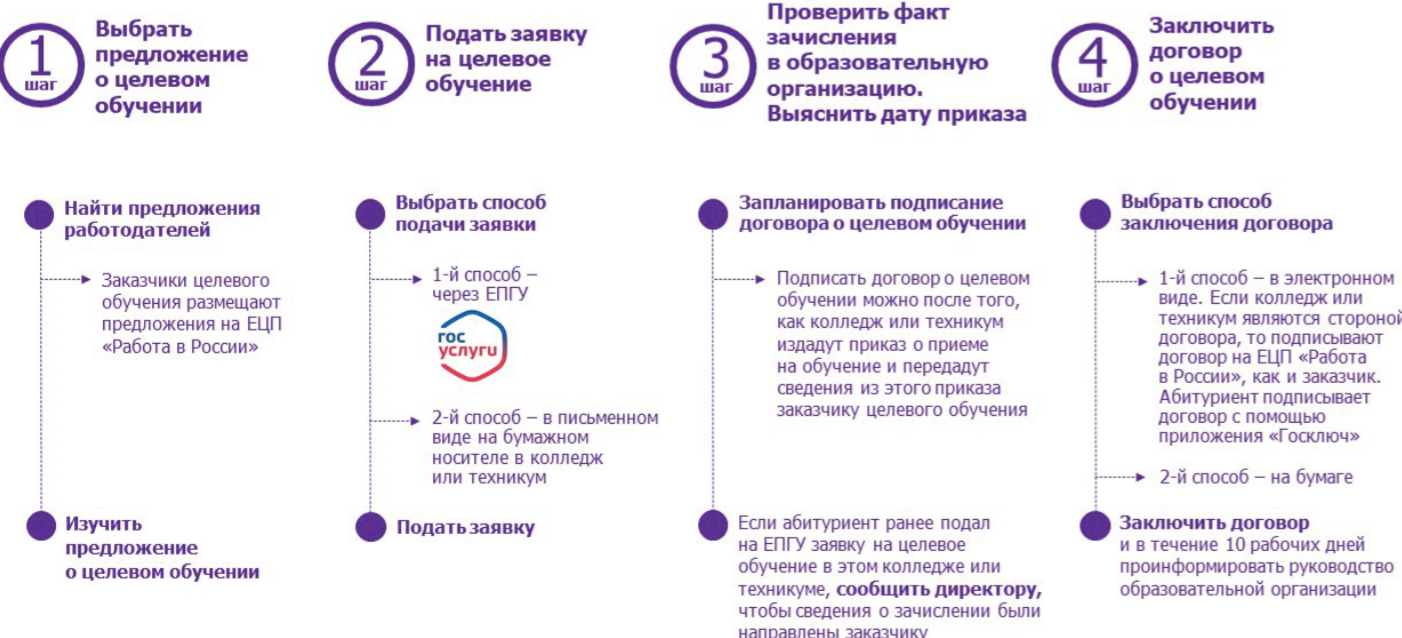 1
шаг
Выбрать
предложение
о целевом
обучении
Найти предложения
работодателей
Заказчики целевого
обучения размещают
предложения на ЕЦП
«Работа в России»
Изучить
предложение
о целевом обучении
2
шаг
Подать заявку
на целевое
обучение
Выбрать способ
подачи заявки
1-й способ –
через ЕПГУ
гос
услуги
2-й способ – в письменном
виде на бумажном
носителе в колледж
или техникум
Подать заявку
3
шаг
Проверить факт
зачисления
в образовательную
организацию.
Выяснить дату приказа
Запланировать подписание
договора о целевом обучении
Подписать договор о целевом
обучении можно после того,
как колледж или техникум
издадут приказ о приеме
на обучение и передадут
сведения из этого приказа
заказчику целевого обучения
Если абитуриент ранее подал
на ЕПГУ заявку на целевое
обучение в этом колледже или
техникуме, сообщить директору,
чтобы сведения о зачислении были
направлены заказчику
4
шаг
Заключить
договор
о целевом
обучении
Выбрать способ
заключения договора
1-й способ – в электронном
виде. Если колледж или
техникум являются стороной
договора, то подписывают
договор на ЕЦП «Работа
в России», как и заказчик.
Абитуриент подписывает
договор с помощью
приложения «Госключ»
2-й способ – на бумаге
Заключить договор
и в течение 10 рабочих дней
проинформировать руководство
образовательной организации